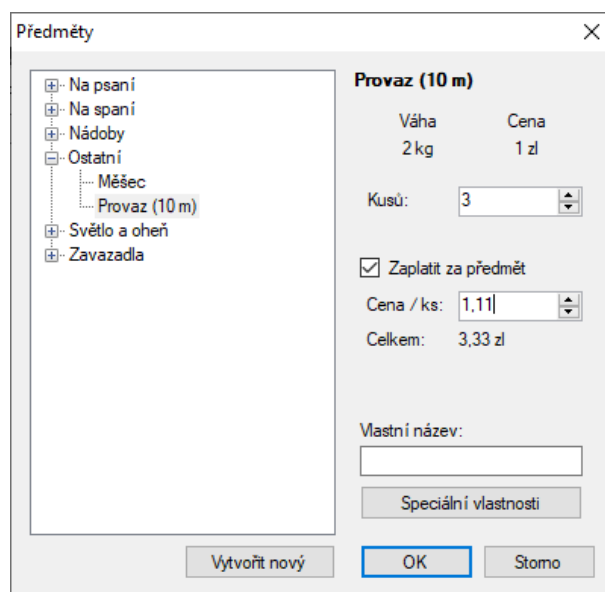 Předměty
Na psaní
Na spaní
Nádoby
Ostatní
Měšec
Provaz (10 m)
Světlo a oheň
Zavazadla
Provaz (10 m)
Váha Cena
2 kg 1 zl
Kusů: 3
Zaplatit za předmět
Cena / ks: 1,11
Celkem: 3,33 zl
Vlastní název:
Speciální vlastnosti
Vytvořit nový OK Storno